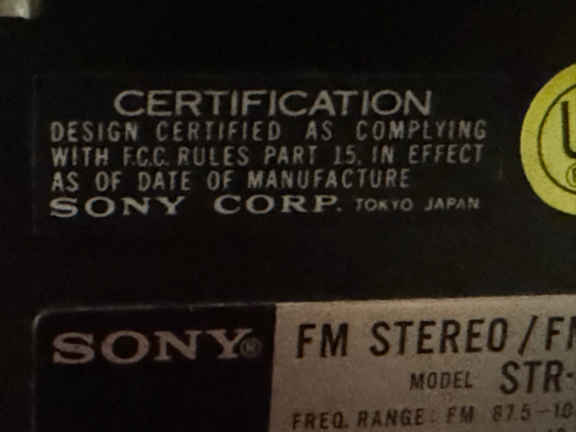 CERTIFICATION
DESIGN CERTIFIED AS COMPLYING
WITH F.C.C. RULES PART 15, IN EFFECT
AS OF DATE OF MANUFACTURE
SONY CORP. TOKYO JAPAN
SONY®
FM STEREO/FM
MODEL STR-
FREQ. RANGE: FM 87.5-10